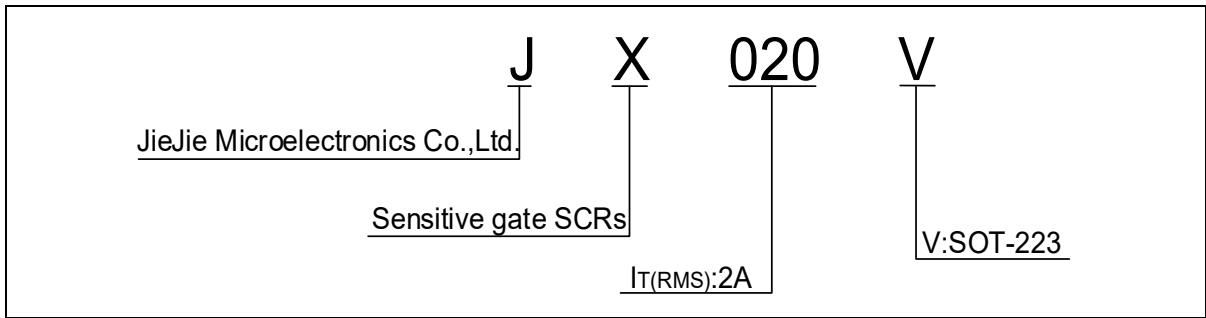 J X 020 V
JieJie Microelectronics Co.,Ltd.
Sensitive gate SCRs
V:SOT-223
IT(RMS):2A